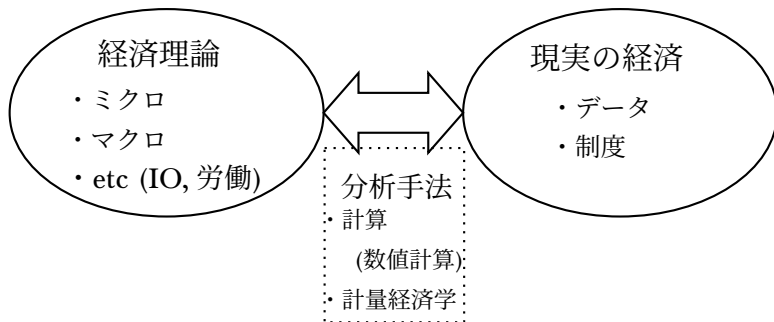 経済理論
・ミクロ
・マクロ
・etc (IO, 労働)
現実の経済
・データ
・制度
分析手法
・計算
(数値計算)
・計量経済学